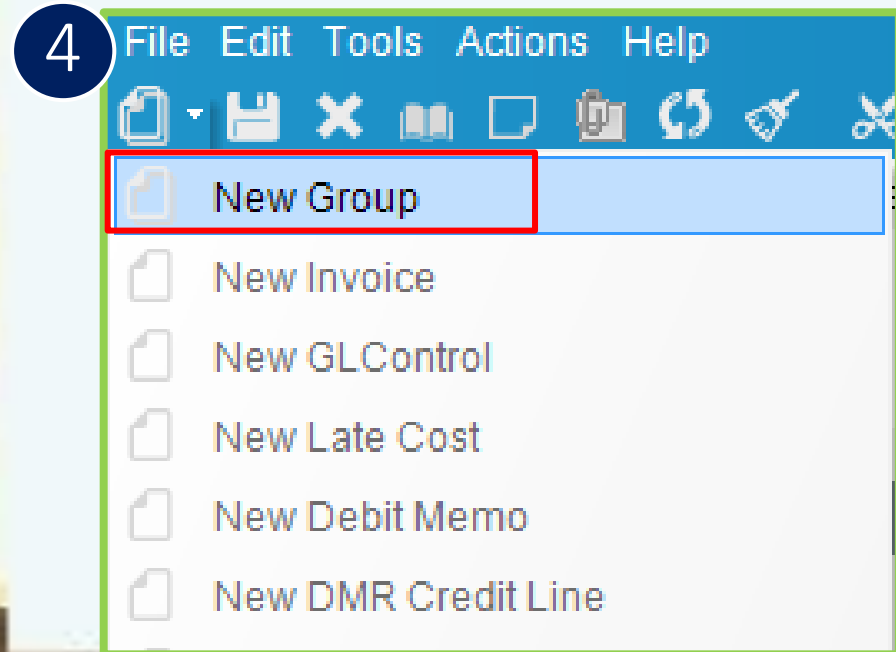 4
File Edit Tools Actions Help
New Group
New Invoice
New GLControl
New Late Cost
New Debit Memo
New DMR Credit Line